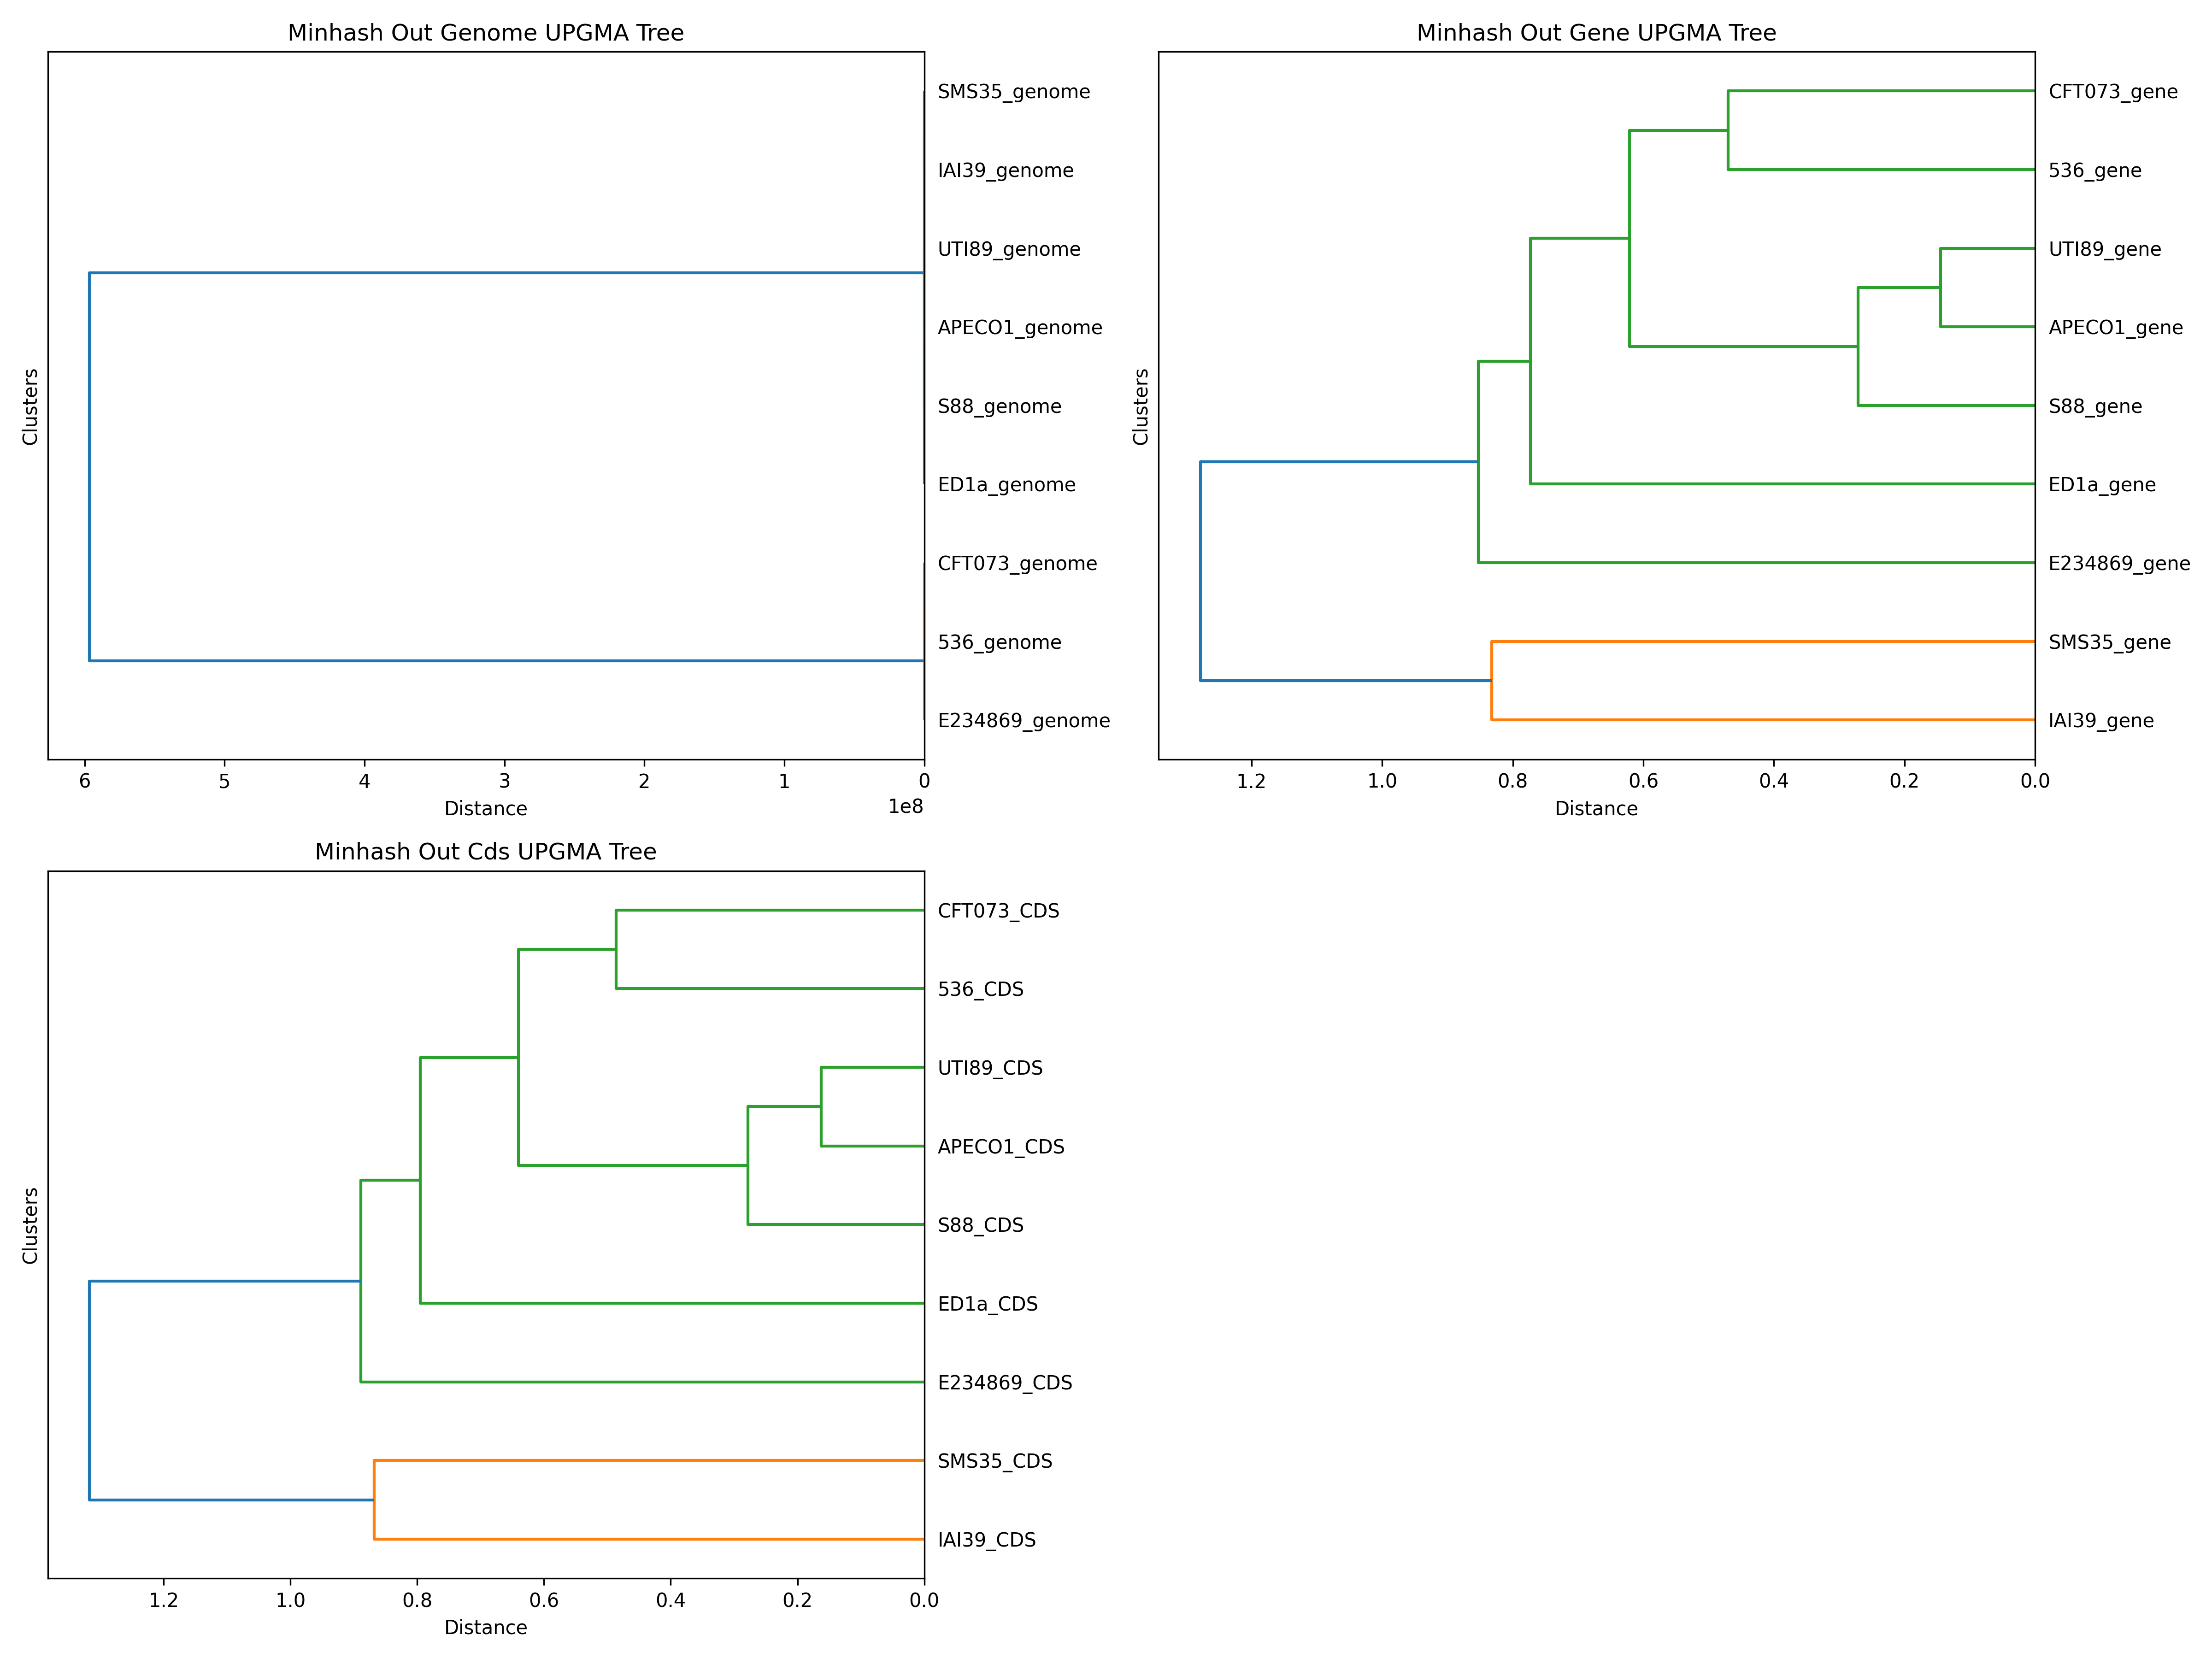 Minhash Out Genome UPGMA Tree
SMS35_genome
IAI39_genome
UTI89_genome
APECO1_genome
S88_genome
ED1a_genome
CFT073_genome
536_genome
E234869_genome
Clusters
6 5 4 3 2 1 0
1e8
Distance
Minhash Out Gene UPGMA Tree
CFT073_gene
536_gene
UTI89_gene
APECO1_gene
S88_gene
ED1a_gene
E234869_gene
SMS35_gene
IAI39_gene
Clusters
1.2 1.0 0.8 0.6 0.4 0.2 0.0
Distance
Minhash Out Cds UPGMA Tree
CFT073_CDS
536_CDS
UTI89_CDS
APECO1_CDS
S88_CDS
ED1a_CDS
E234869_CDS
SMS35_CDS
IAI39_CDS
Clusters
1.2 1.0 0.8 0.6 0.4 0.2 0.0
Distance